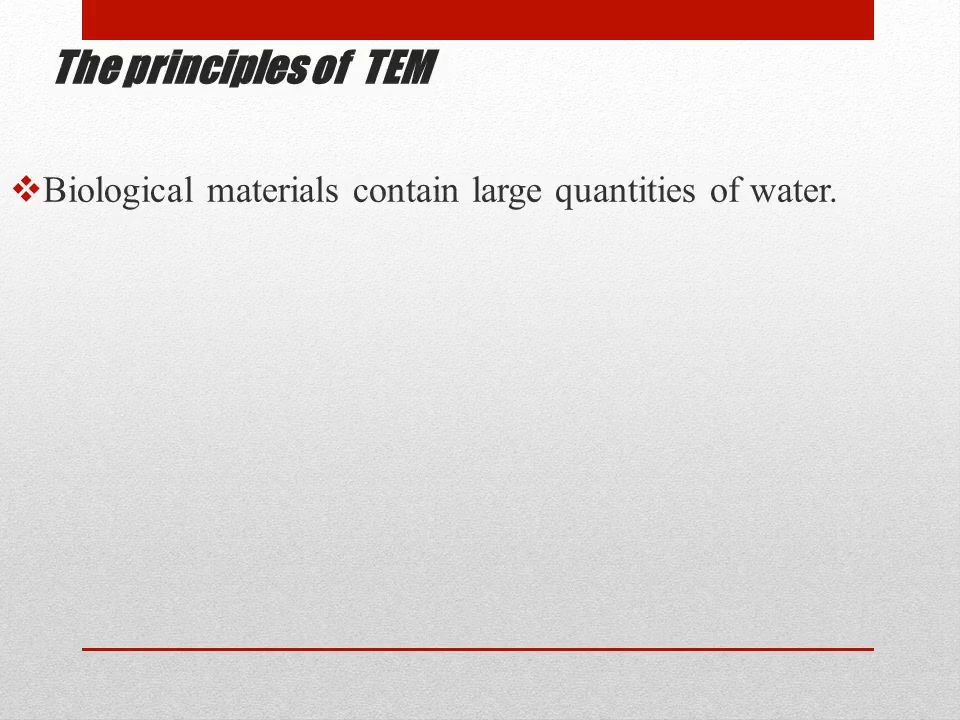 The principles of TEM
Biological materials contain large quantities of water.